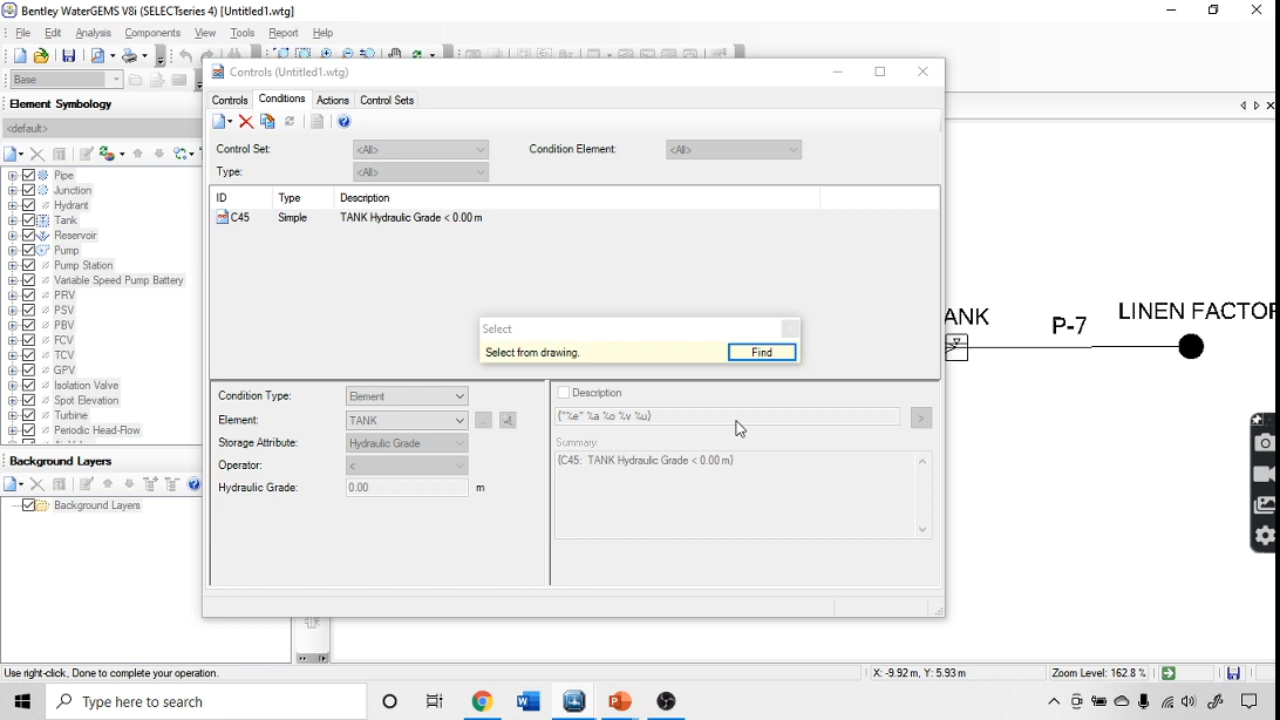 Bentley WaterGEMS V8i (SELECTseries 4) [Untitled1.wtg]
File Edit Analysis Components View Tools Report Help
Base
Element Symbology
<default>
Pipe
Junction
Hydrant
Tank
Reservoir
Pump
Pump Station
Variable Speed Pump Battery
PRV
PSV
PBV
FCV
TCV
GPV
Isolation Valve
Spot Elevation
Turbine
Periodic Head-Flow
Background Layers
Background Layers
Controls (Untitled1.wtg)
Controls Conditions Actions Control Sets
Control Set: <All> Condition Element: <All>
Type: <All>
ID Type Description
C45 Simple TANK Hydraulic Grade < 0.00 m
Select
Select from drawing. Find
Condition Type: Element
Element: TANK ...
Storage Attribute: Hydraulic Grade
Operator: <
Hydraulic Grade: 0.00 m
Description
{"%e" %a %o %v %u} >
Summary:
{C45: TANK Hydraulic Grade < 0.00 m}
ANK P-7 LINEN FACTOR
Use right-click, Done to complete your operation. X: -9.92 m, Y: 5.93 m Zoom Level: 162.8 %
Type here to search